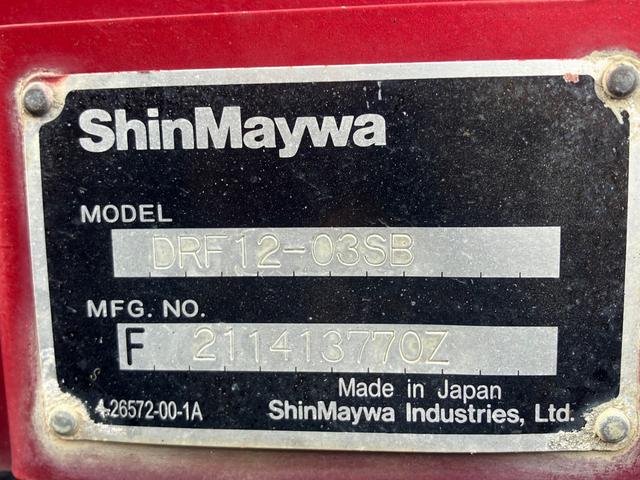 ShinMaywa
MODEL
DRF12-03SB
MFG. NO.
F 211413770Z
Made in Japan
4-26572-00-1A
ShinMaywa Industries, Ltd.